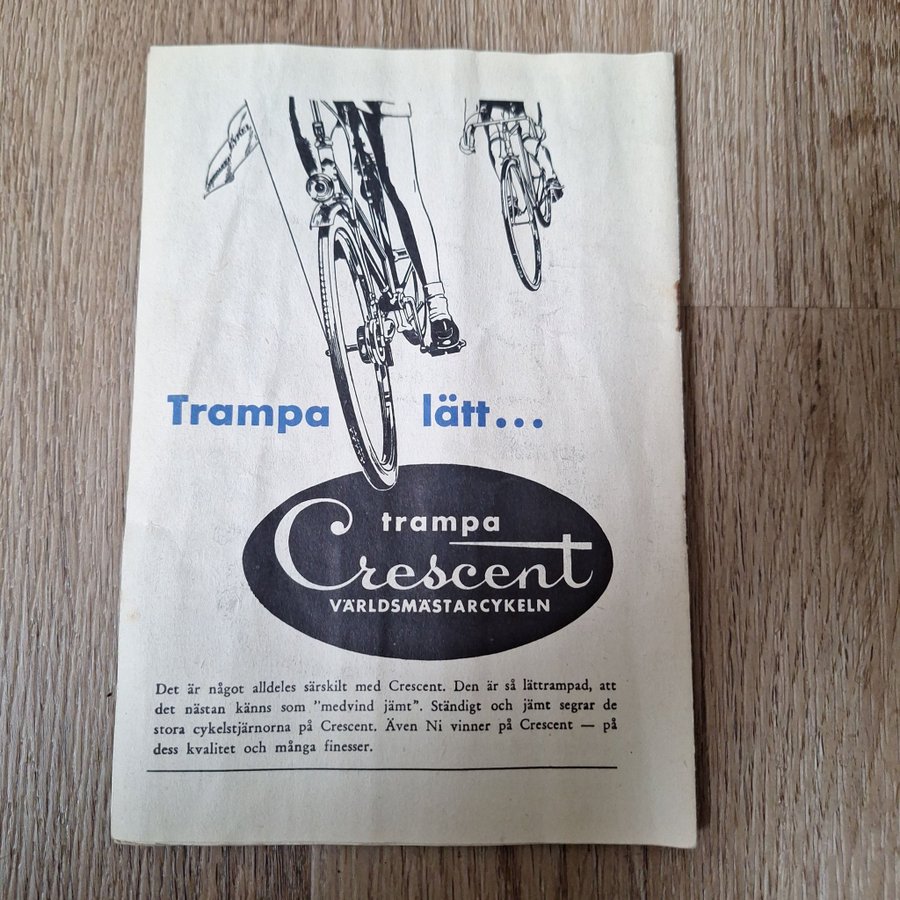 Trampa lätt...
trampa
Crescent
VÄRLDSMÄSTARCYKELN
Det är något alldeles särskilt med Crescent. Den är så lättrampad, att
det nästan känns som ”medvind jämt”. Ständigt och jämt segrar de
stora cykelstjärnorna på Crescent. Även Ni vinner på Crescent — på
dess kvalitet och många finesser.